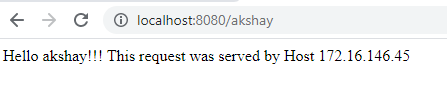 localhost:8080/akshay
Hello akshay!!! This request was served by Host 172.16.146.45